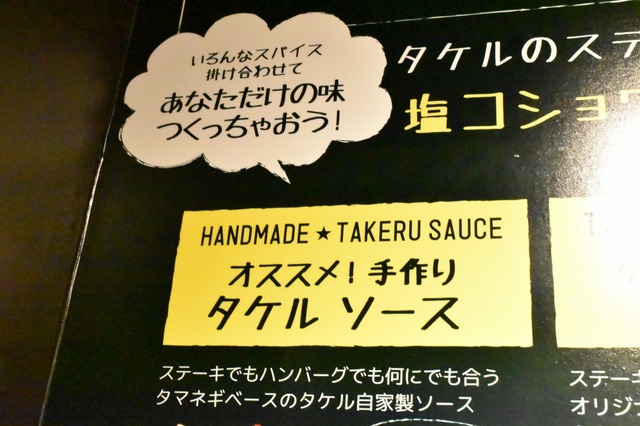 いろんなスパイス
掛け合わせて
あなただけの味
つくっちゃおう!
タケルのステ
塩コショウ
HANDMADE ★ TAKERU SAUCE
オススメ! 手作り
タケル ソース
ステーキでもハンバーグでも何にでも合う
タマネギベースのタケル自家製ソース
ステーキ
オリジ